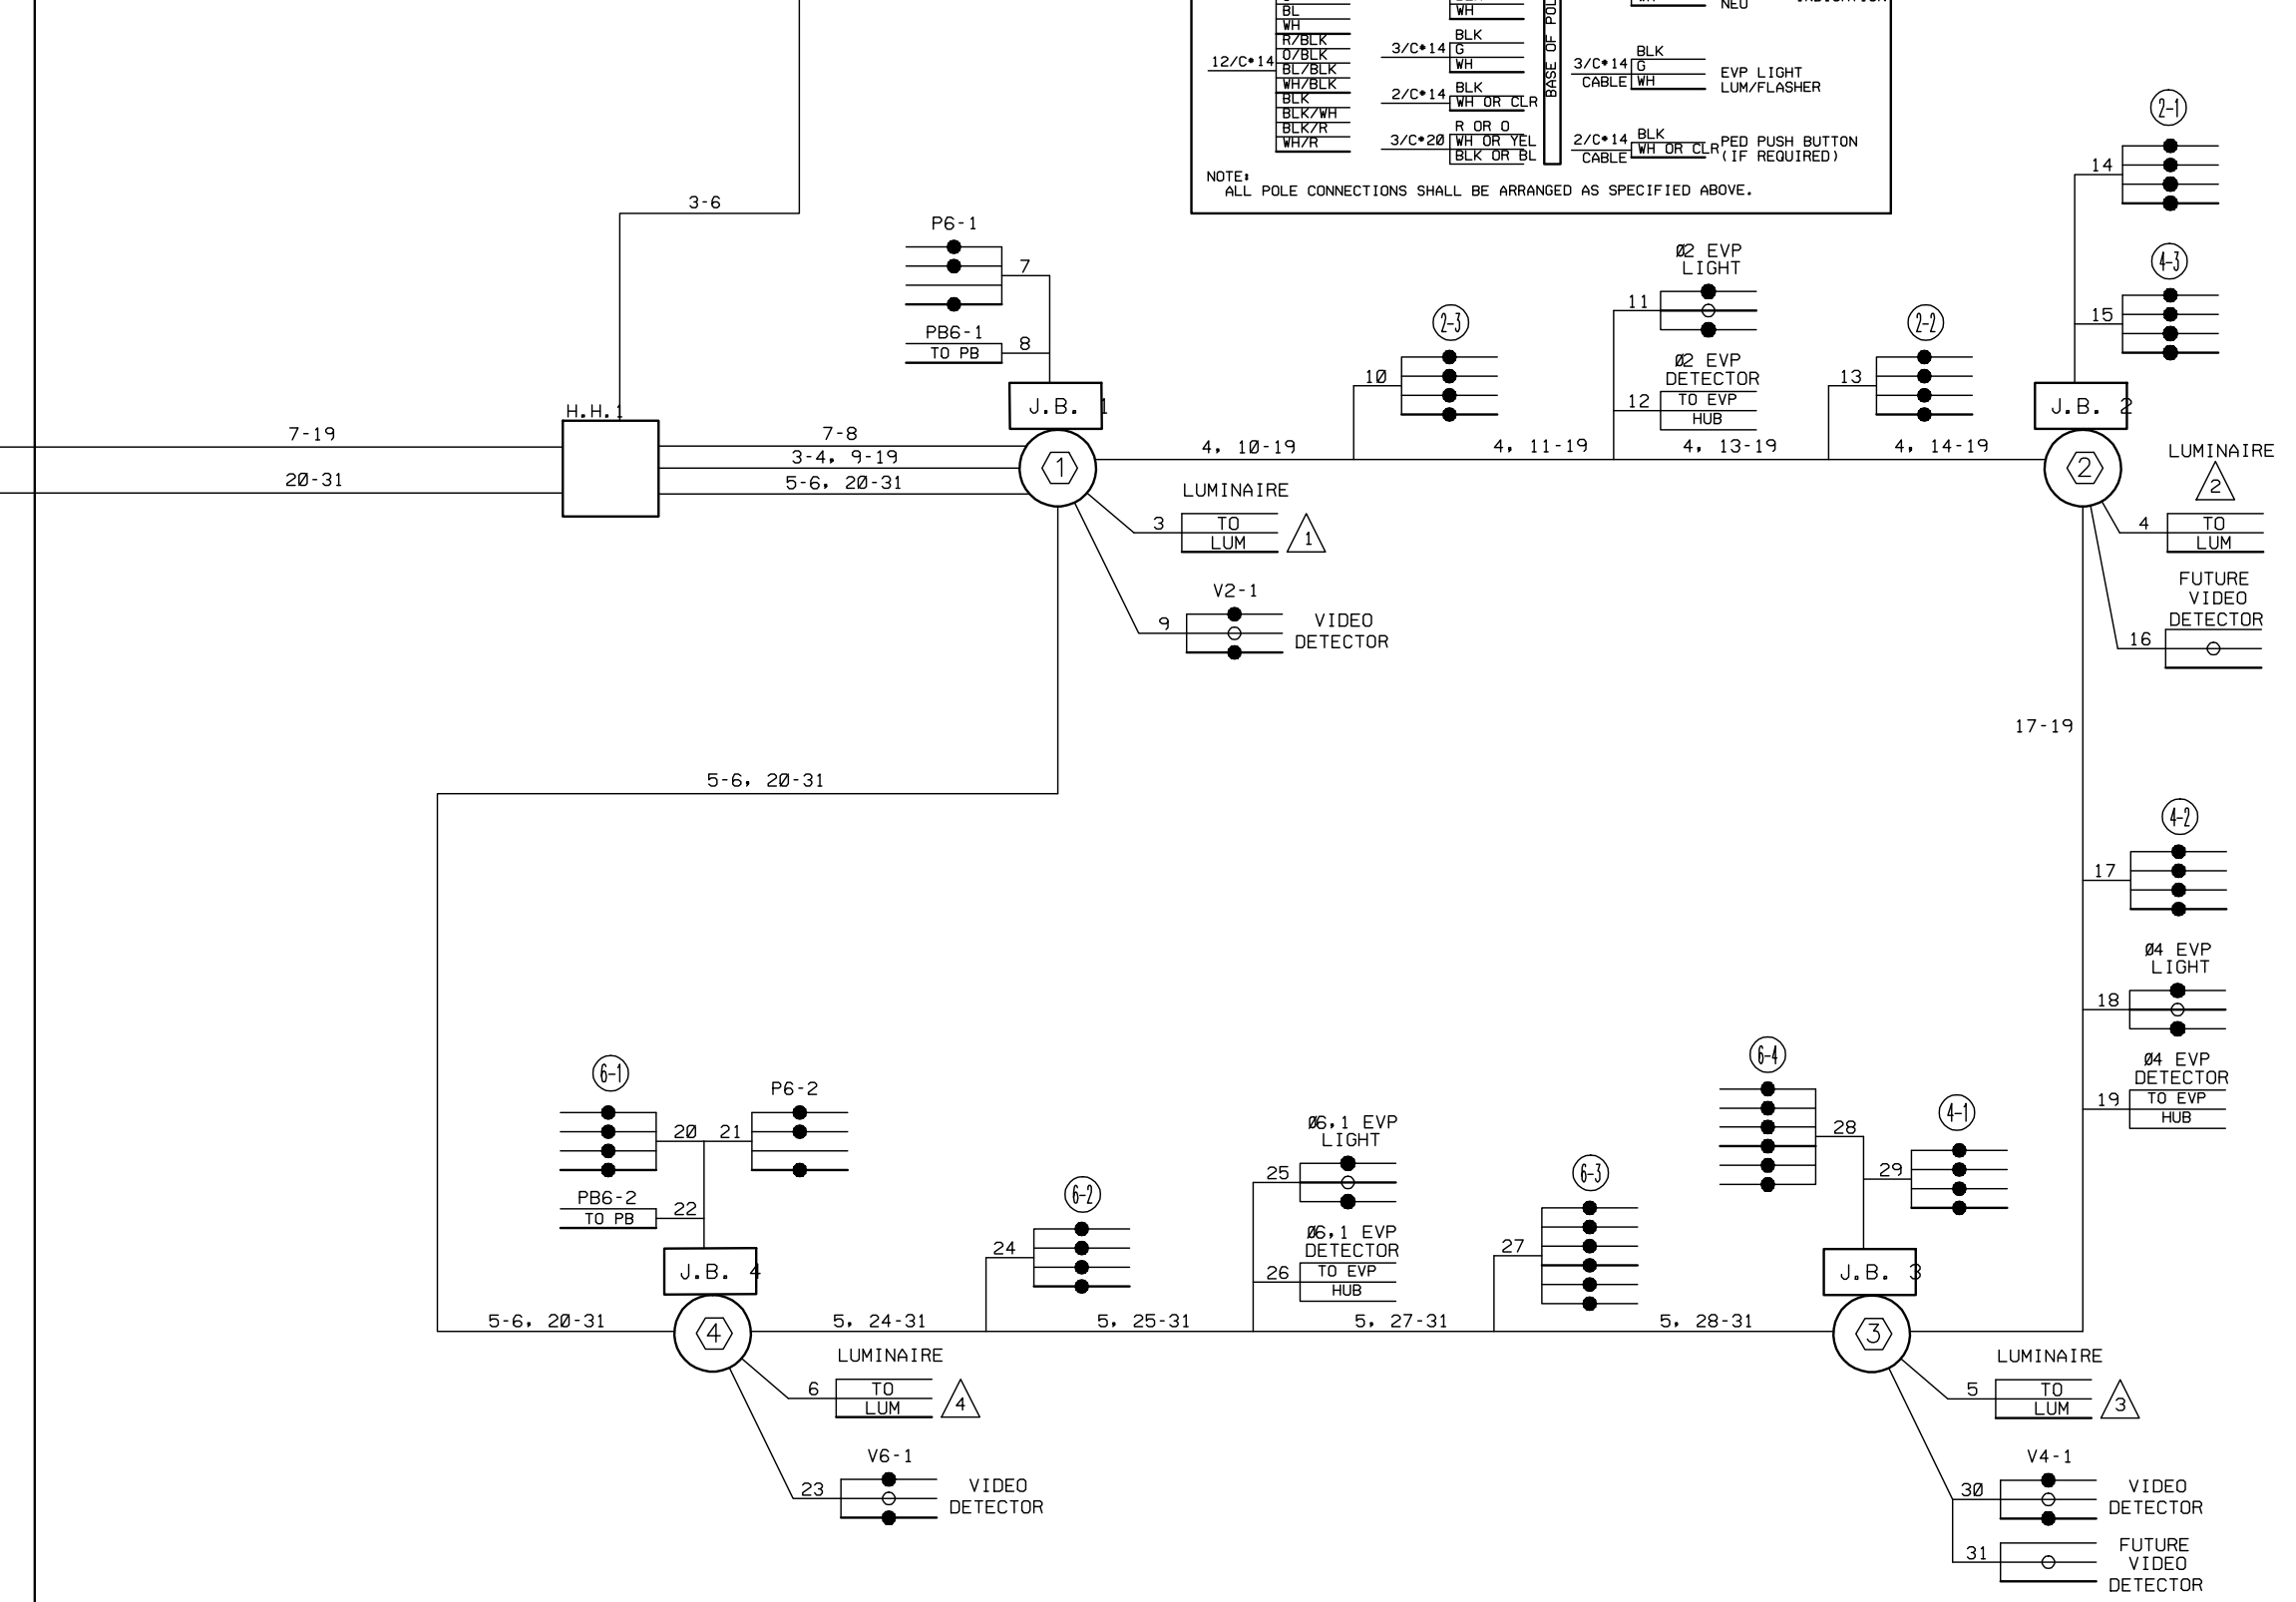 BL
WH
R/BLK
O/BLK
BL/BLK
WH/BLK
BLK
BLK/WH
BLK/R
WH/R
12/C*14
WH
3/C*14
BLK
G
WH
2/C*14
BLK
WH OR CLR
3/C*20
R OR O
WH OR YEL
BLK OR BL
BASE OF POL
NEU
3/C*14
CABLE
BLK
G
WH
EVP LIGHT
LUM/FLASHER
2/C*14
CABLE
BLK
WH OR CLR
PED PUSH BUTTON
(IF REQUIRED)
NOTE:
ALL POLE CONNECTIONS SHALL BE ARRANGED AS SPECIFIED ABOVE.
3-6
P6-1
7
PB6-1
TO PB
8
J.B. 1
H.H.1
7-19
20-31
7-8
3-4, 9-19
5-6, 20-31
1
LUMINAIRE
3
TO
LUM
1
V2-1
9
VIDEO
DETECTOR
4, 10-19
2-3
10
4, 11-19
Ø2 EVP
LIGHT
11
Ø2 EVP
DETECTOR
12
TO EVP
HUB
4, 13-19
2-2
13
4, 14-19
2-1
14
4-3
15
J.B. 2
2
LUMINAIRE
2
4
TO
LUM
FUTURE
VIDEO
DETECTOR
16
17-19
4-2
17
Ø4 EVP
LIGHT
18
Ø4 EVP
DETECTOR
19
TO EVP
HUB
5-6, 20-31
6-1
20
21
P6-2
PB6-2
TO PB
22
J.B. 4
5-6, 20-31
4
LUMINAIRE
6
TO
LUM
4
V6-1
23
VIDEO
DETECTOR
5, 24-31
6-2
24
5, 25-31
Ø6,1 EVP
LIGHT
25
Ø6,1 EVP
DETECTOR
26
TO EVP
HUB
5, 27-31
6-3
27
5, 28-31
6-4
28
4-1
29
J.B. 3
3
LUMINAIRE
5
TO
LUM
3
V4-1
30
VIDEO
DETECTOR
31
FUTURE
VIDEO
DETECTOR